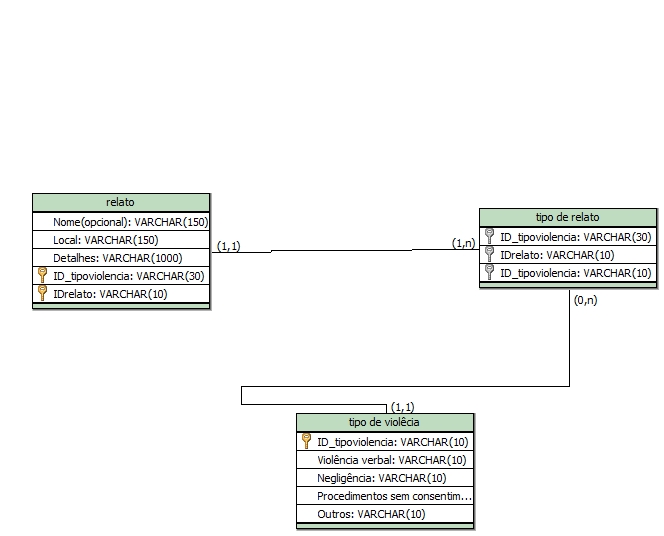 relato
Nome(opcional): VARCHAR(150)
Local: VARCHAR(150)
Detalhes: VARCHAR(1000)
ID_tipoviolencia: VARCHAR(30)
IDrelato: VARCHAR(10)
(1,1)
(1,n)
tipo de relato
ID_tipoviolencia: VARCHAR(30)
IDrelato: VARCHAR(10)
ID_tipoviolencia: VARCHAR(10)
(0,n)
(1,1)
tipo de violêcia
ID_tipoviolencia: VARCHAR(10)
Violência verbal: VARCHAR(10)
Negligência: VARCHAR(10)
Procedimentos sem consentim...
Outros: VARCHAR(10)